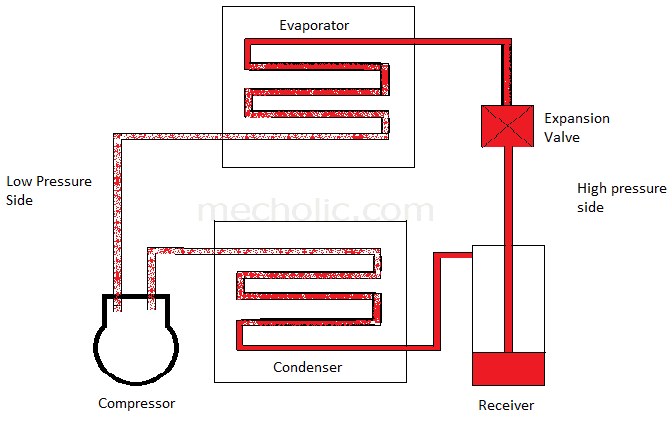 Evaporator
Expansion
Valve
Low Pressure
Side
High pressure
side
mecholic.com
Condenser
Compressor
Receiver